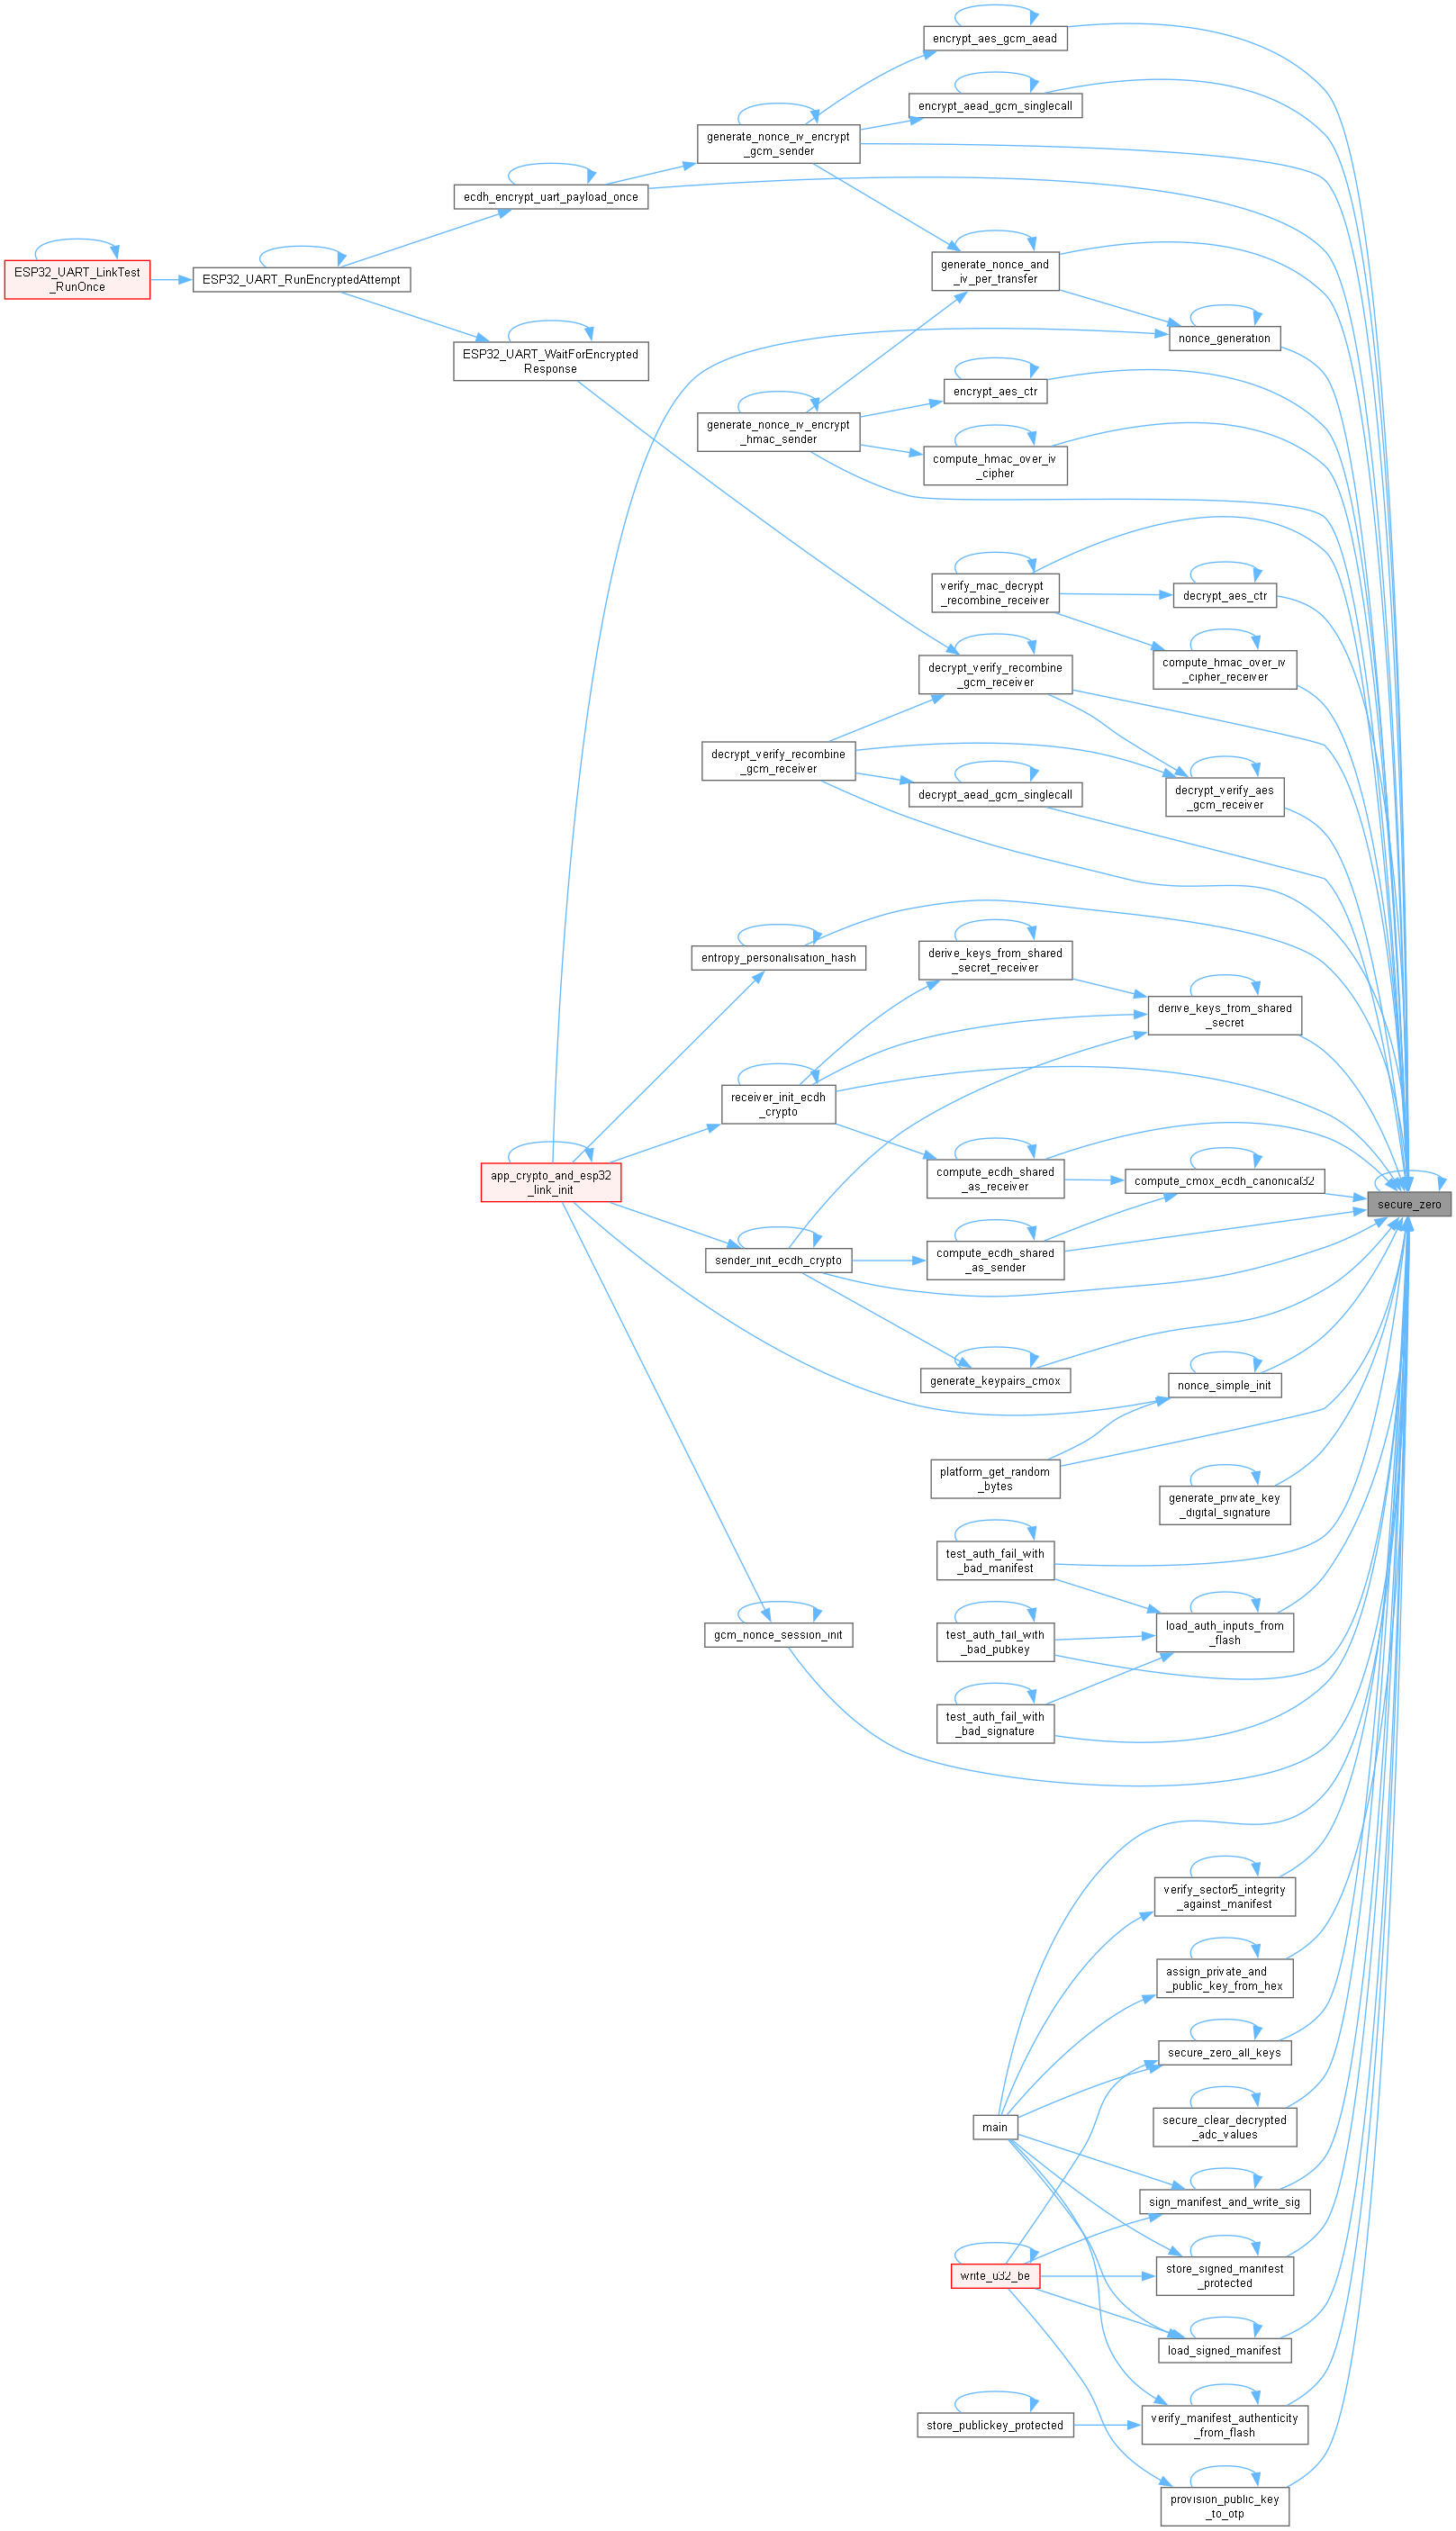 encrypt_aes_gcm_aead
encrypt_aead_gcm_singlecall
generate_nonce_iv_encrypt
_gcm_sender
ecdh_encrypt_uart_payload_once
ESP32_UART_LinkTest
_RunOnce
ESP32_UART_RunEncryptedAttempt
generate_nonce_and
_iv_per_transfer
nonce_generation
ESP32_UART_WaitForEncrypted
Response
encrypt_aes_ctr
generate_nonce_iv_encrypt
_hmac_sender
compute_hmac_over_iv
_cipher
verify_mac_decrypt
_recombine_receiver
decrypt_aes_ctr
compute_hmac_over_iv
_cipher_receiver
decrypt_verify_recombine
_gcm_receiver
decrypt_verify_recombine
_gcm_receiver
decrypt_aead_gcm_singlecall
decrypt_verify_aes
_gcm_receiver
entropy_personalisation_hash
derive_keys_from_shared
_secret_receiver
derive_keys_from_shared
_secret
receiver_init_ecdh
_crypto
app_crypto_and_esp32
_link_init
compute_ecdh_shared
_as_receiver
compute_cmox_ecdh_canonical32
secure_zero
sender_init_ecdh_crypto
compute_ecdh_shared
_as_sender
generate_keypairs_cmox
nonce_simple_init
platform_get_random
_bytes
generate_private_key
_digital_signature
test_auth_fail_with
_bad_manifest
gcm_nonce_session_init
test_auth_fail_with
_bad_pubkey
load_auth_inputs_from
_flash
test_auth_fail_with
_bad_signature
verify_sector5_integrity
_against_manifest
assign_private_and
_public_key_from_hex
secure_zero_all_keys
main
secure_clear_decrypted
_adc_values
sign_manifest_and_write_sig
write_u32_be
store_signed_manifest
_protected
load_signed_manifest
store_publickey_protected
verify_manifest_authenticity
_from_flash
provision_public_key
_to_otp